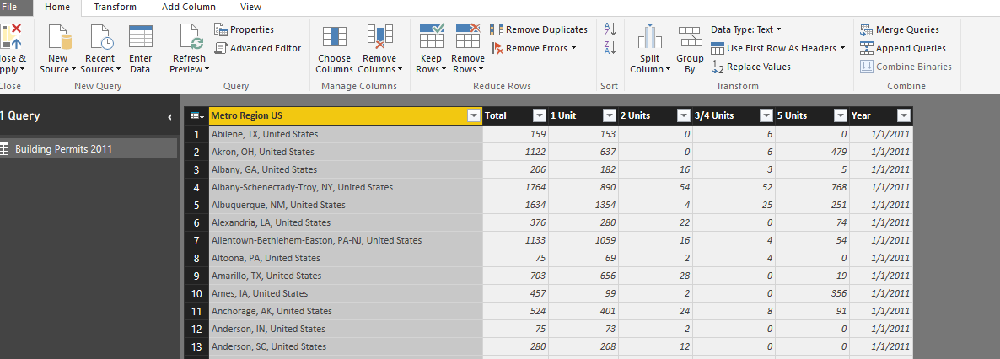 File Home Transform Add Column View
Properties Remove Duplicates Data Type: Text Merge Queries
Advanced Editor Remove Errors Use First Row As Headers Append Queries
ose & New Recent Enter Refresh Choose Remove Keep Remove Split Group Replace Values Combine Binaries
pply Source Sources Data Preview Columns Columns Rows Rows Column By
Close New Query Query Manage Columns Reduce Rows Sort Transform Combine
1 Query
Building Permits 2011
Metro Region US Total 1 Unit 2 Units 3/4 Units 5 Units Year
1 Abilene, TX, United States 159 153 0 6 0 1/1/2011
2 Akron, OH, United States 1122 637 0 6 479 1/1/2011
3 Albany, GA, United States 206 182 16 3 5 1/1/2011
4 Albany-Schenectady-Troy, NY, United States 1764 890 54 52 768 1/1/2011
5 Albuquerque, NM, United States 1634 1354 4 25 251 1/1/2011
6 Alexandria, LA, United States 376 280 22 0 74 1/1/2011
7 Allentown-Bethlehem-Easton, PA-NJ, United States 1133 1059 16 4 54 1/1/2011
8 Altoona, PA, United States 75 69 2 4 0 1/1/2011
9 Amarillo, TX, United States 703 656 28 0 19 1/1/2011
10 Ames, IA, United States 457 99 2 0 356 1/1/2011
11 Anchorage, AK, United States 524 401 24 8 91 1/1/2011
12 Anderson, IN, United States 75 73 2 0 0 1/1/2011
13 Anderson, SC, United States 280 268 12 0 0 1/1/2011